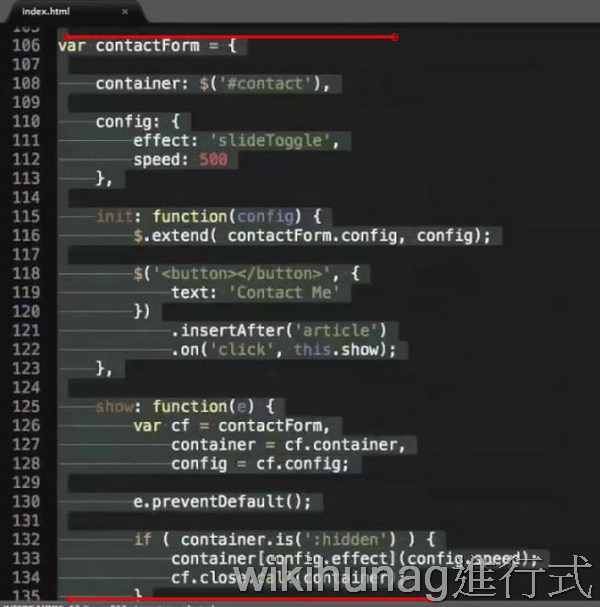 index.html
105
106 var contactForm = {
107
108 container: $('#contact'),
109
110 config: {
111 effect: 'slideToggle',
112 speed: 500
113 },
114
115 init: function(config) {
116 $.extend( contactForm.config, config);
117
118 $('<button></button>', {
119 text: 'Contact Me'
120 })
121 .insertAfter('article')
122 .on('click', this.show);
123 },
124
125 show: function(e) {
126 var cf = contactForm,
127 container = cf.container,
128 config = cf.config;
129
130 e.preventDefault();
131
132 if ( container.is(':hidden') ) {
133 container[config.effect](config.speed);
134 cf.close.call(container)
135 }
wikihunag進行式